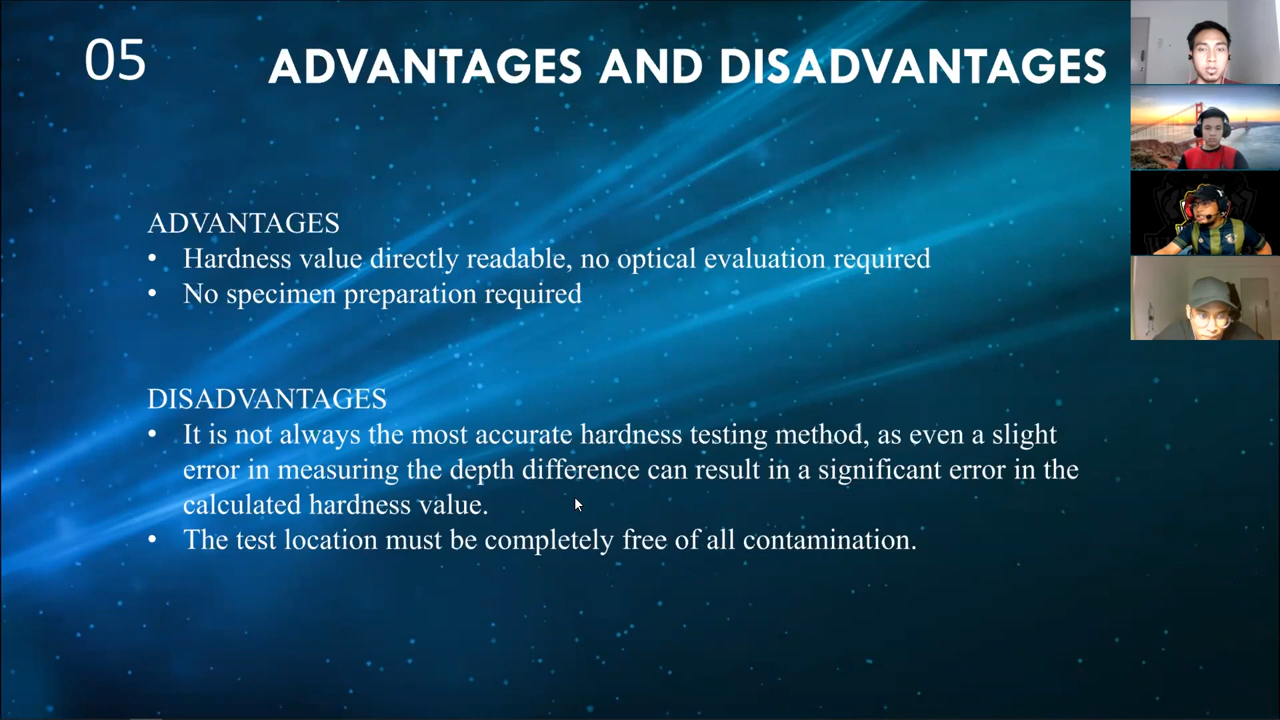 05
ADVANTAGES AND DISADVANTAGES
ADVANTAGES
• Hardness value directly readable, no optical evaluation required
• No specimen preparation required
DISADVANTAGES
• It is not always the most accurate hardness testing method, as even a slight
error in measuring the depth difference can result in a significant error in the
calculated hardness value.
• The test location must be completely free of all contamination.